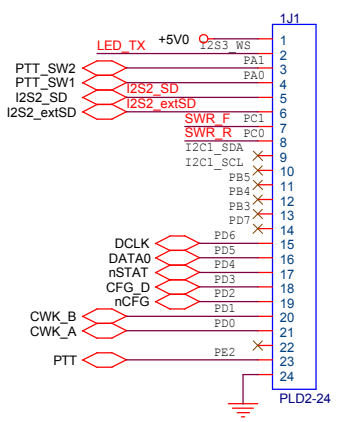 1J1
+5V0 1
LED_TX I2S3_WS 2
PTT_SW2 PA1 3
PTT_SW1 PA0 4
I2S2_SD I2S2_SD 5
I2S2_extSD I2S2_extSD 6
SWR_F PC1 7
SWR_R PC0 8
I2C1_SDA 9
I2C1_SCL 10
PB5 11
PB4 12
PB3 13
PD7 14
DCLK PD6 15
DATA0 PD5 16
nSTAT PD4 17
CFG_D PD3 18
nCFG PD2 19
CWK_B PD1 20
CWK_A PD0 21
22
PTT PE2 23
24
PLD2-24